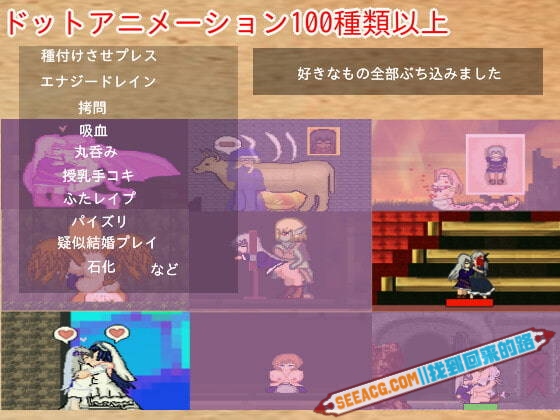 ドットアニメーション100種類以上
種付けさせプレス
エナジードレイン
拷問
吸血
丸呑み
授乳手コキ
ふたレイプ
パイズリ
疑似結婚プレイ
石化 など
好きなもの全部ぶち込みました
SEEACG.COM||找到回来的路